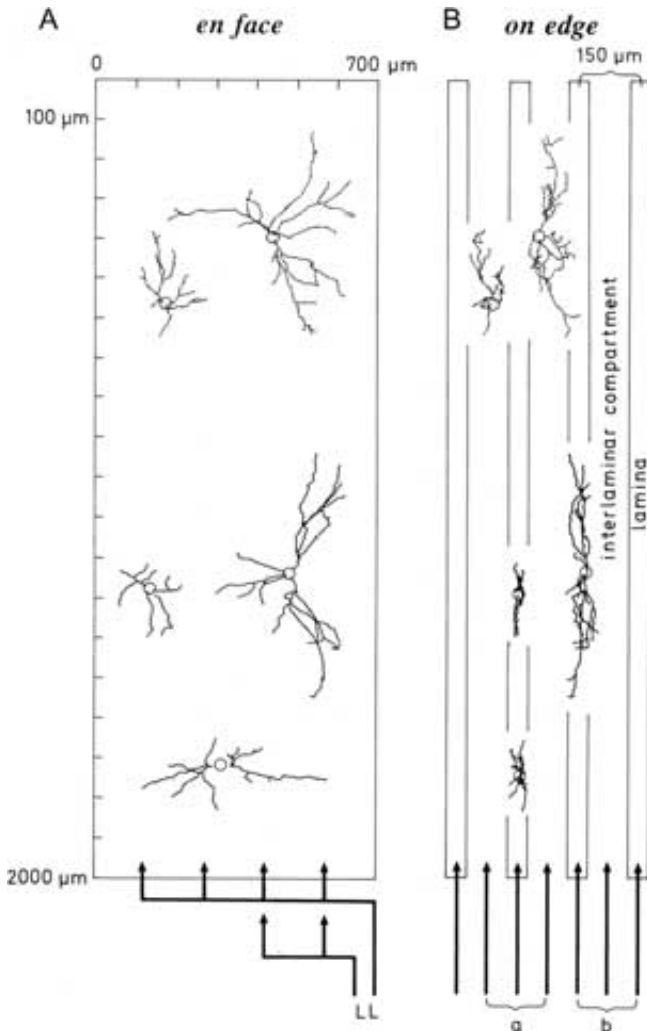 A en face
B on edge
0 700 µm
150 µm
100 µm
interlaminar compartment
lamina
2000 µm
LL
a b